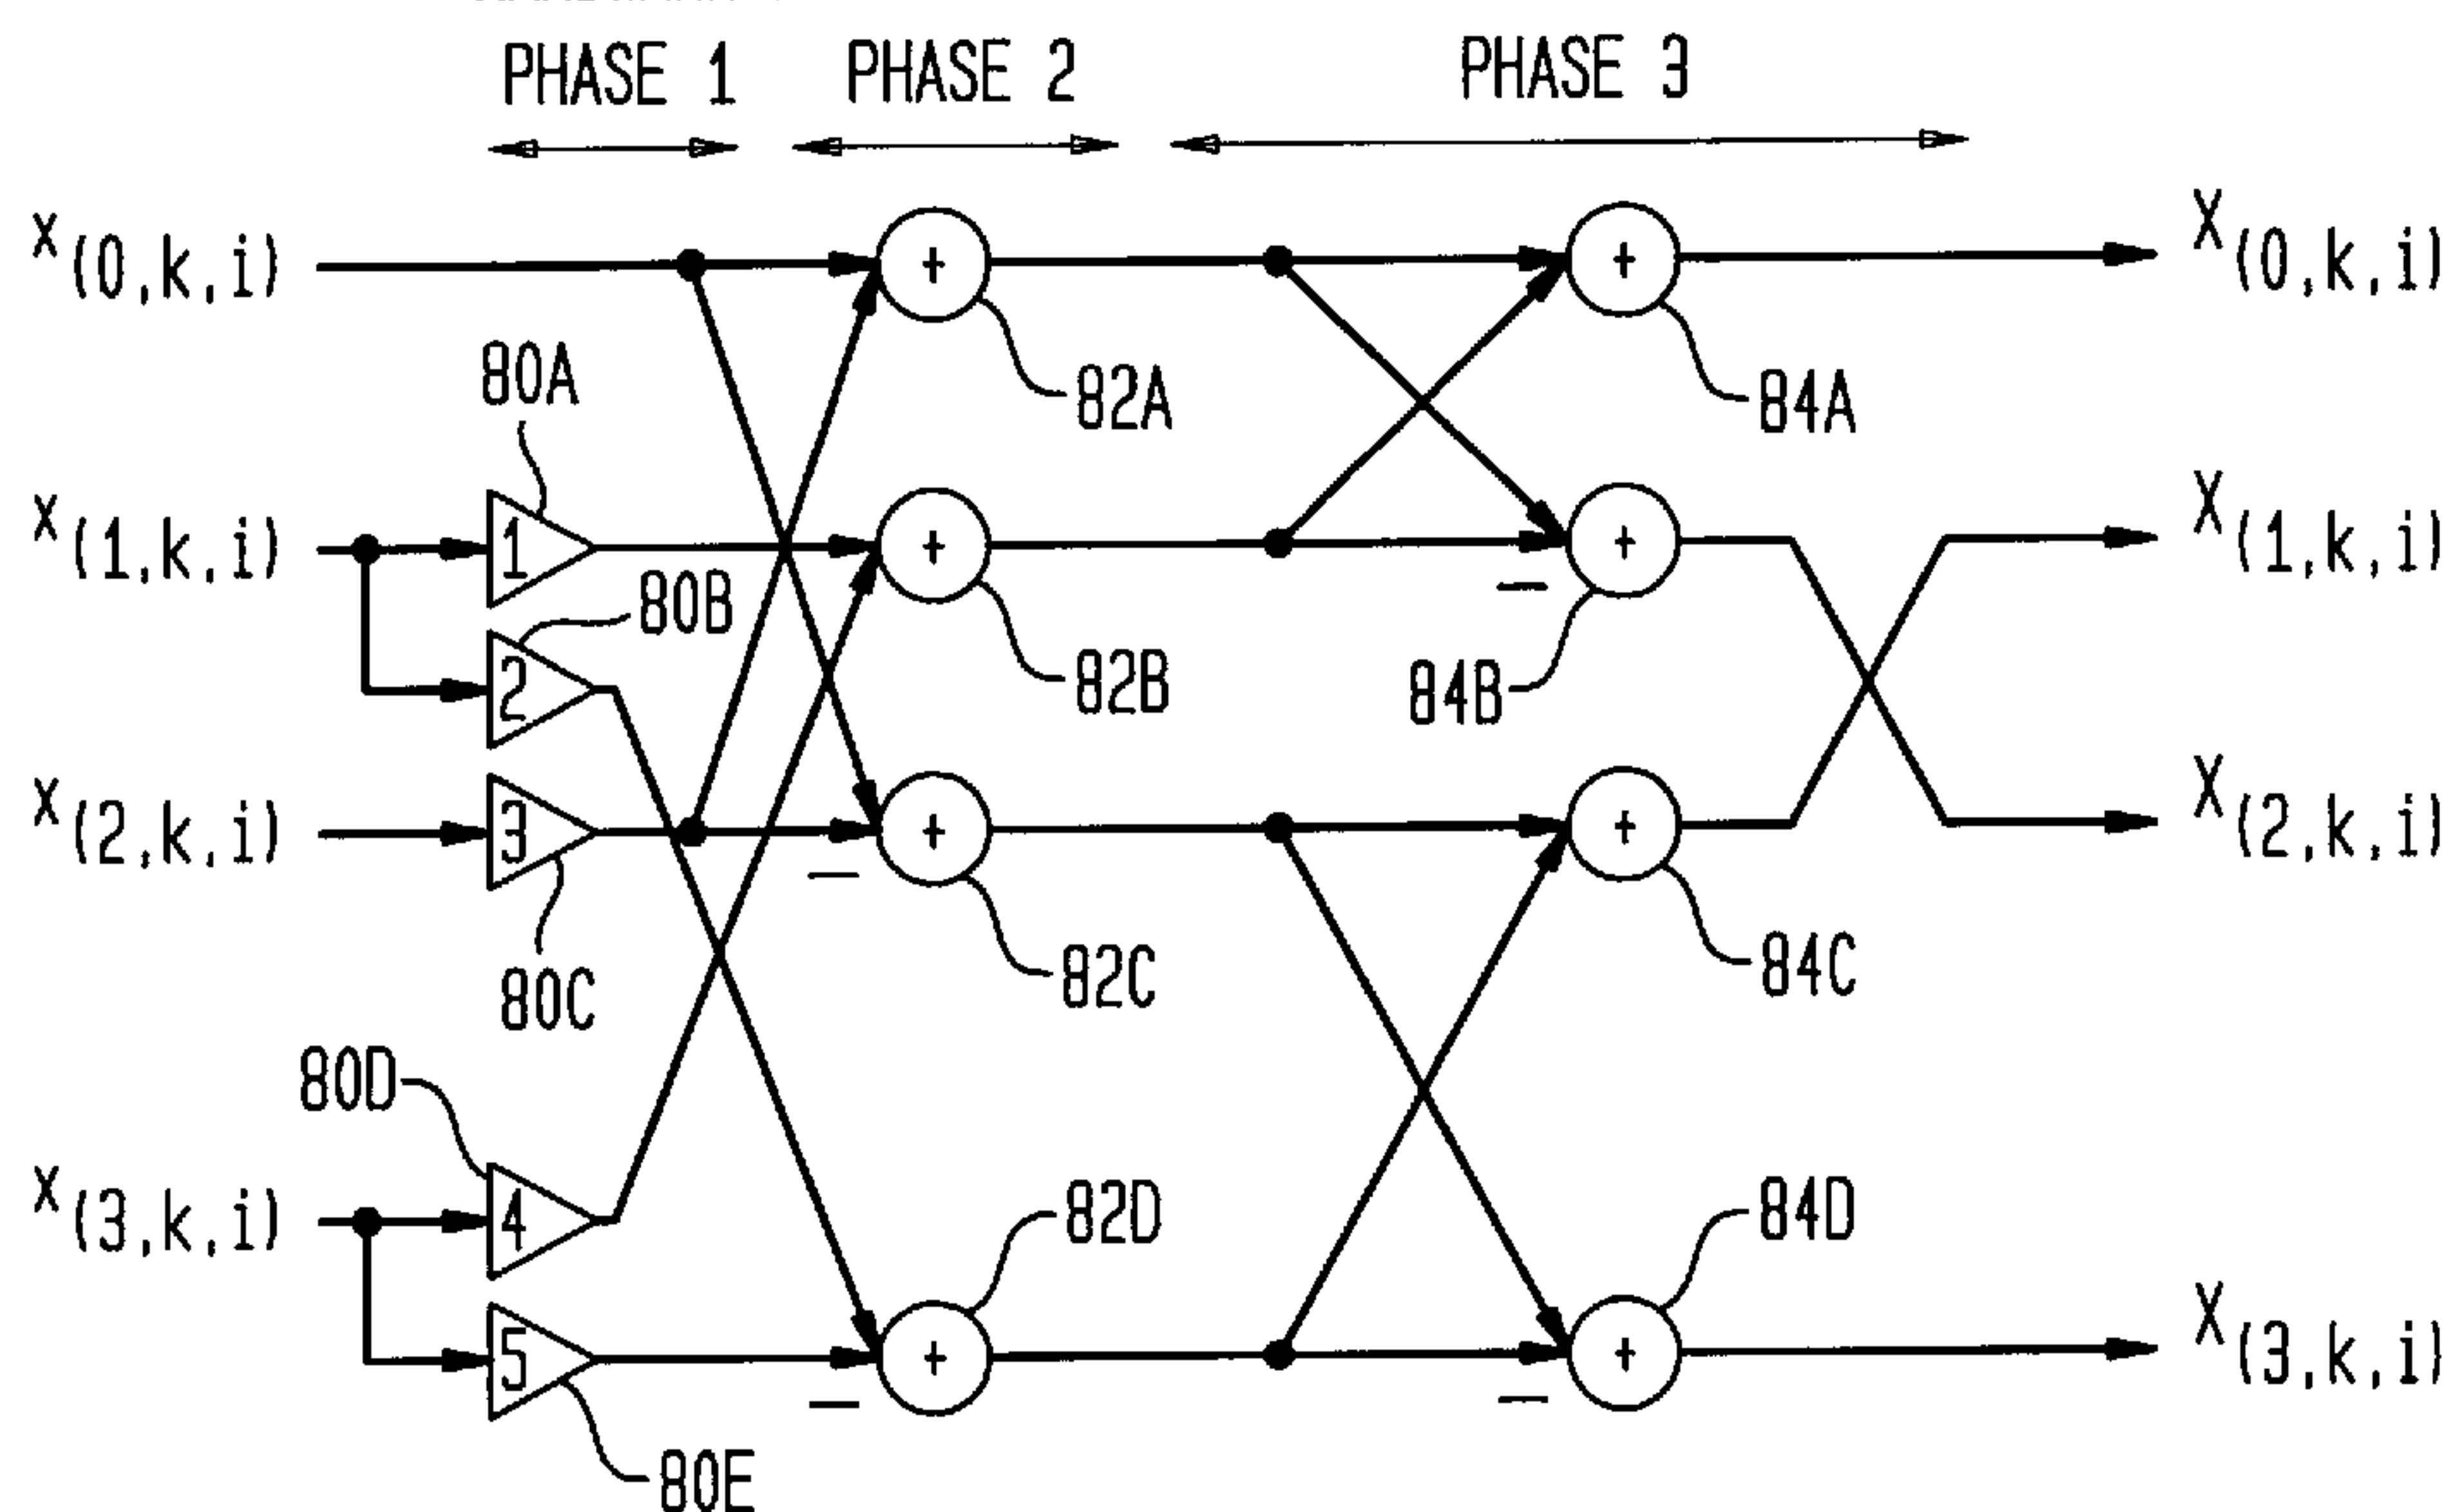 PHASE 1 PHASE 2 PHASE 3
x(0,k,i) + + X(0,k,i)
80A 82A 84A
x(1,k,i) 1 + + X(1,k,i)
80B
2 − 82B 84B
x(2,k,i) 3 + + X(2,k,i)
−
80C 82C 84C
80D 82D 84D
x(3,k,i) 4
5 + + X(3,k,i)
− −
80E